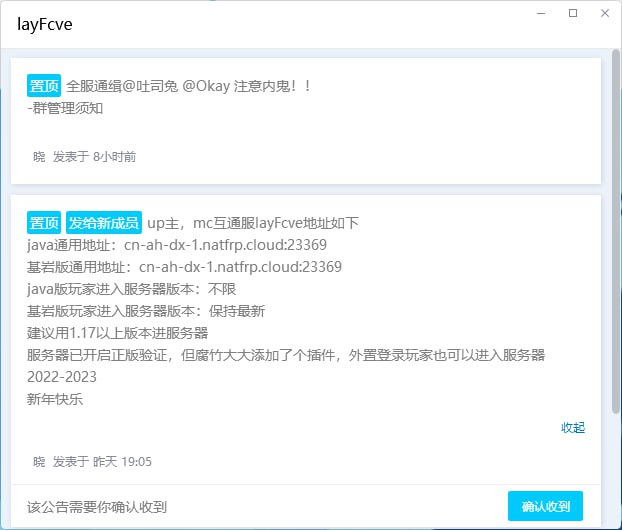 layFcve
置顶 全服通缉@吐司兔 @Okay 注意内鬼！！
-群管理须知
晓 发表于 8小时前
置顶 发给新成员 up主，mc互通服layFcve地址如下
java通用地址：cn-ah-dx-1.natfrp.cloud:23369
基岩版通用地址：cn-ah-dx-1.natfrp.cloud:23369
java版玩家进入服务器版本：不限
基岩版玩家进入服务器版本：保持最新
建议用1.17以上版本进服务器
服务器已开启正版验证，但腐竹大大添加了个插件，外置登录玩家也可以进入服务器
2022-2023
新年快乐
收起
晓 发表于 昨天 19:05
该公告需要你确认收到
确认收到